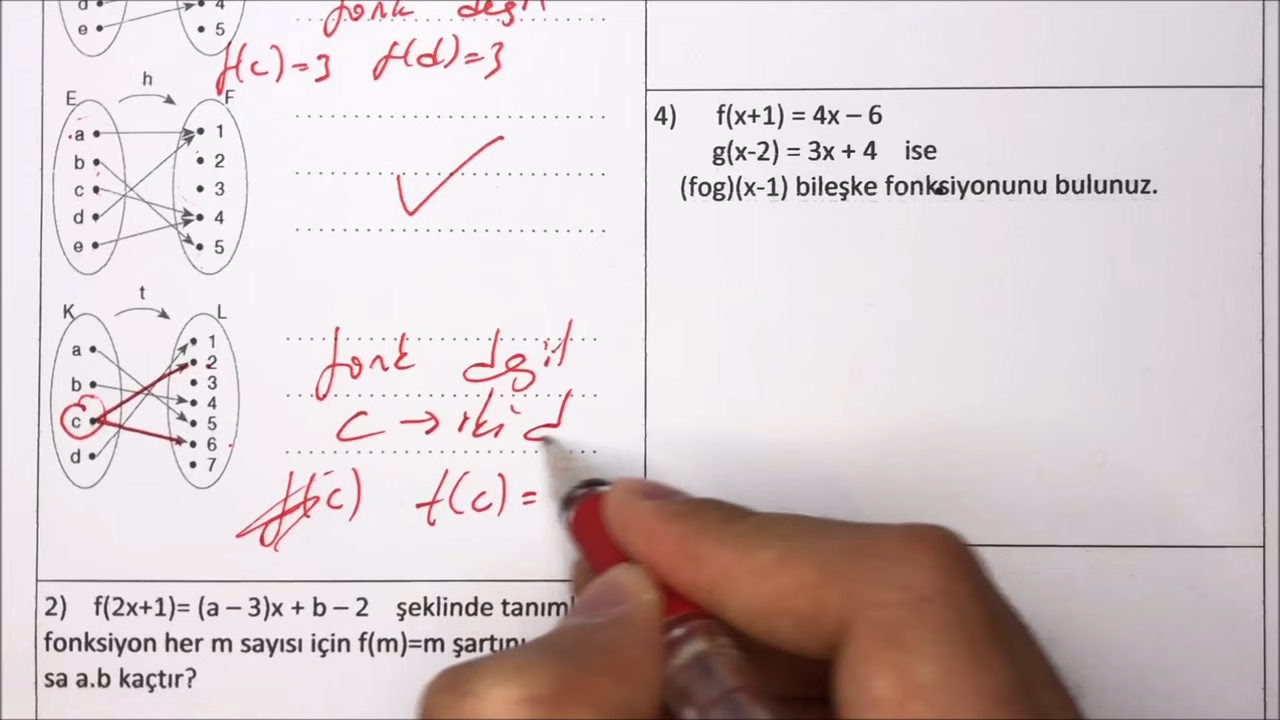 d 4
e 5
fonk değil
f(c)=3 f(d)=3
h
E F
a 1
b 2
c 3
d 4
e 5
t
K L
a 1
b 2
c 3
d 4
5
6
7
fonk değil
c → iki d
f(c) t(c) =
2) f(2x+1)= (a – 3)x + b – 2 şeklinde
fonksiyon her m sayısı için f(m)=m
sa a.b kaçtır?
4) f(x+1) = 4x – 6
g(x-2) = 3x + 4 ise
(fog)(x-1) bileşke fonksiyonunu bulunuz.